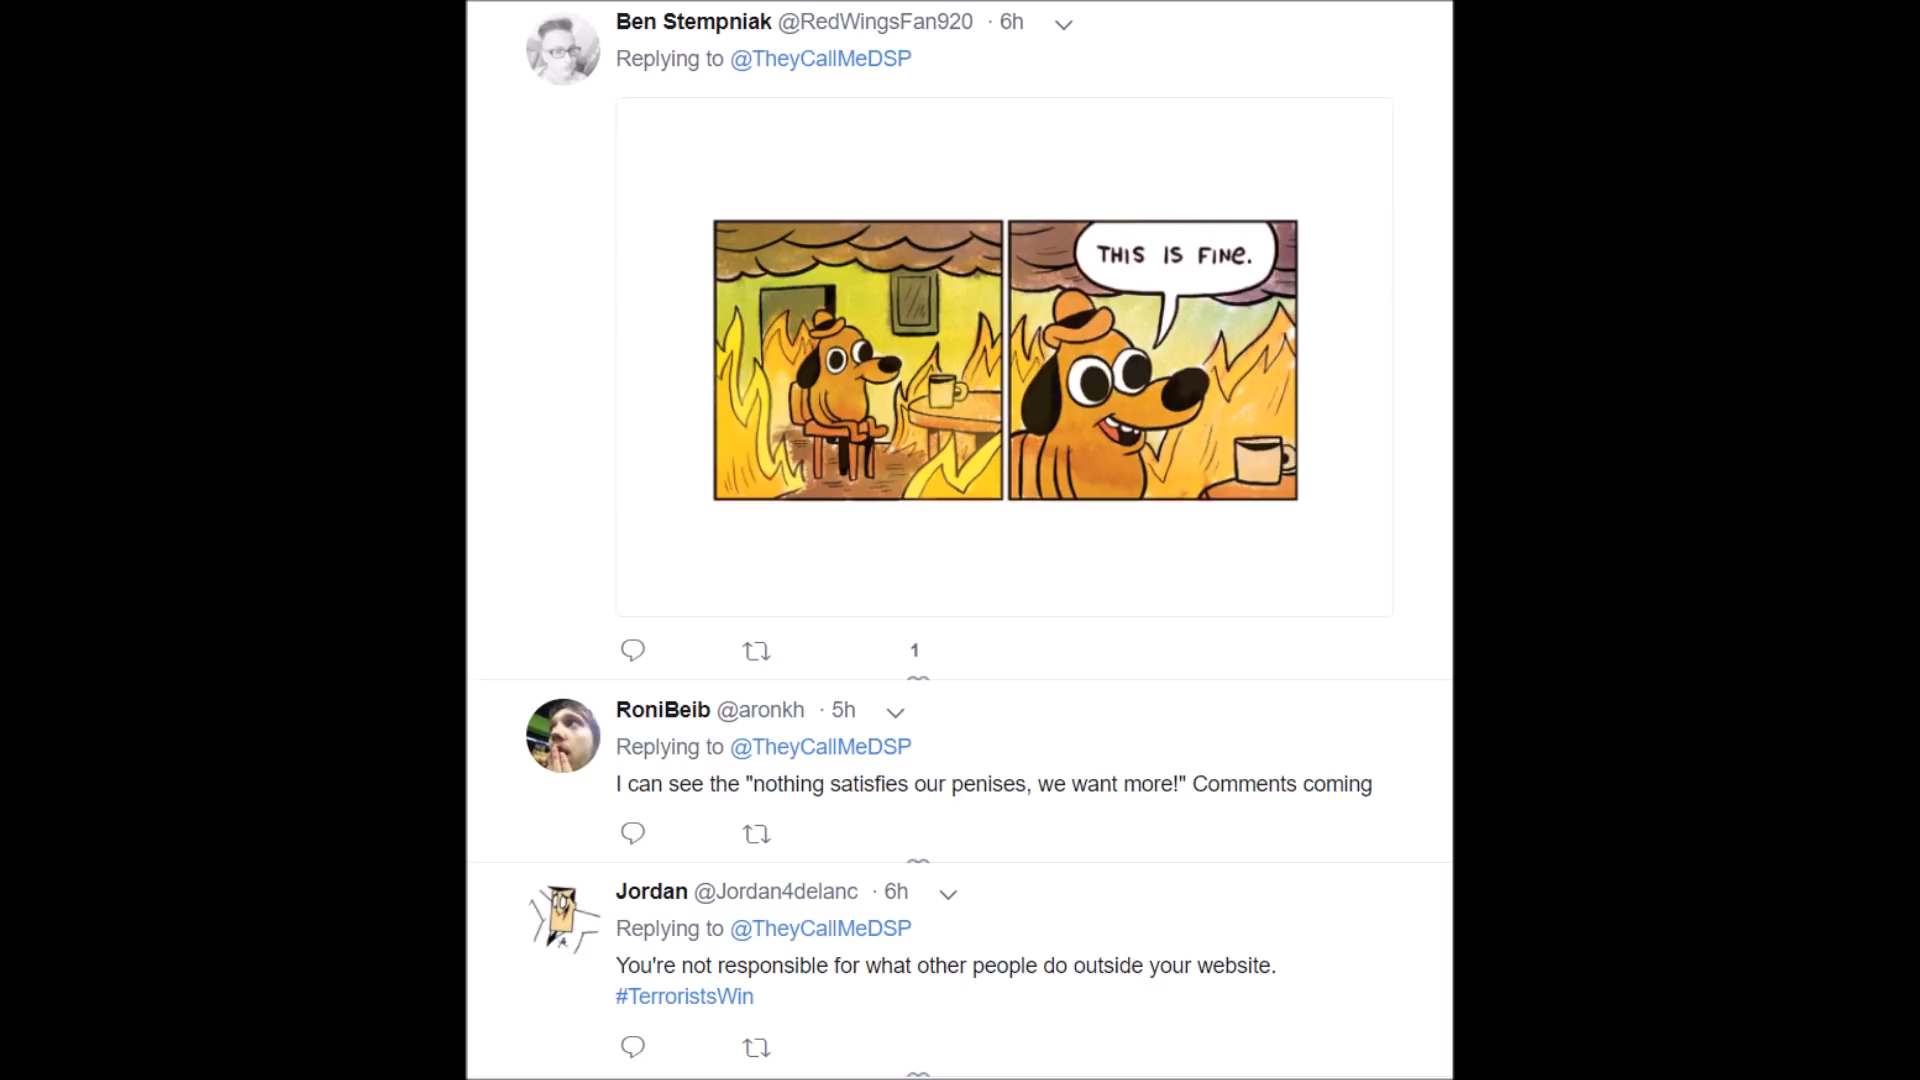 Ben Stempniak @RedWingsFan920 · 6h
Replying to @TheyCallMeDSP
THIS IS FINE.
1
RoniBeib @aronkh · 5h
Replying to @TheyCallMeDSP
I can see the "nothing satisfies our penises, we want more!" Comments coming
Jordan @Jordan4delanc · 6h
Replying to @TheyCallMeDSP
You're not responsible for what other people do outside your website.
#TerroristsWin